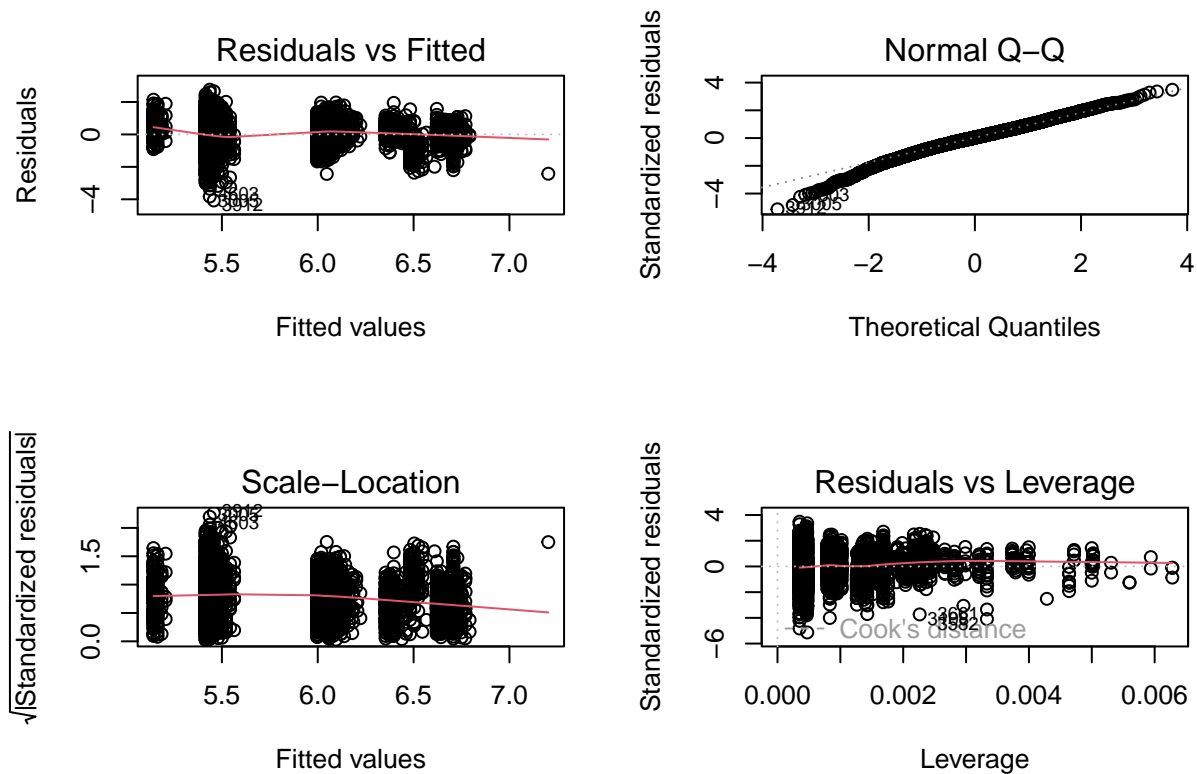 Residuals vs Fitted
Residuals
0
−4
3912
5.5 6.0 6.5 7.0
Fitted values
Normal Q−Q
Standardized residuals
4
0
−4
−4 −2 0 2 4
Theoretical Quantiles
Scale−Location
√|Standardized residuals|
1.5
0.0
3912
5.5 6.0 6.5 7.0
Fitted values
Residuals vs Leverage
Standardized residuals
4
0
−6
Cook's distance
3681
0.000 0.002 0.004 0.006
Leverage